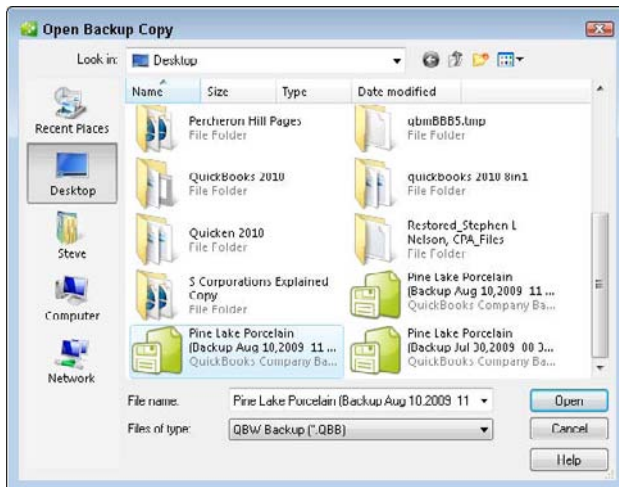 Open Backup Copy
Look in:
Desktop
Name
Size
Type
Date modified
Recent Places
Desktop
Steve
Computer
Network
Percheron Hill Pages
File Folder
qbmBBB5.tmp
File Folder
QuickBooks 2010
File Folder
quickbooks 2010 8in1
File Folder
Quicken 2010
File Folder
Restored_Stephen L
Nelson, CPA_Files
File Folder
S Corporations Explained
Copy
File Folder
Pine Lake Porcelain
(Backup Aug 10,2009 11 ...
QuickBooks Company Ba...
Pine Lake Porcelain
(Backup Aug 10,2009 11 ...
QuickBooks Company Ba...
Pine Lake Porcelain
(Backup Jul 30,2009 00 3...
QuickBooks Company Ba...
File name:
Pine Lake Porcelain (Backup Aug 10,2009 11
Open
Files of type:
QBW Backup (*.QBB)
Cancel
Help